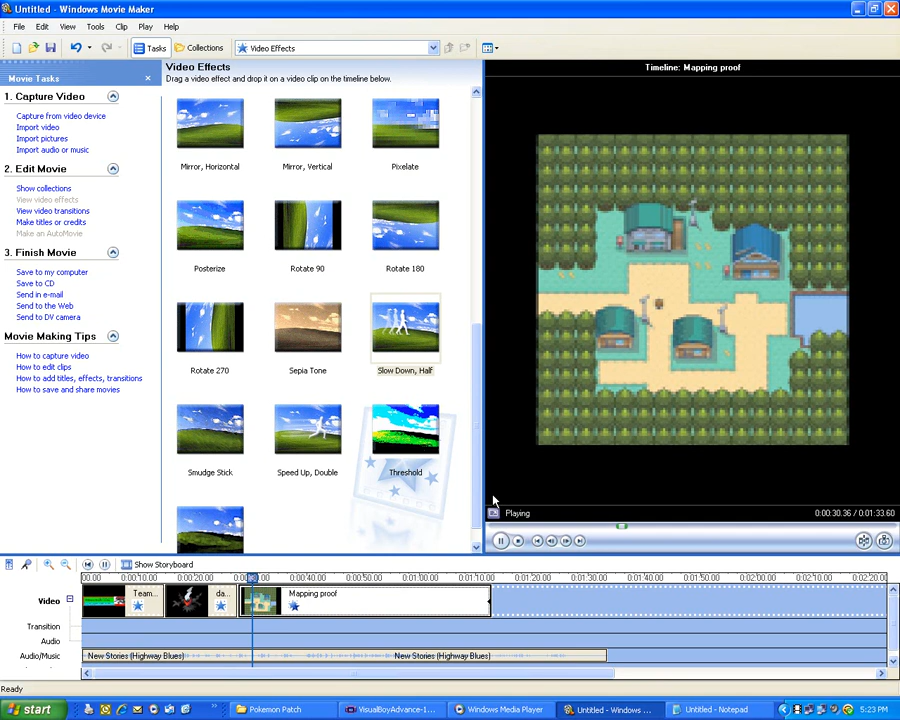 Untitled - Windows Movie Maker
File Edit View Tools Clip Play Help
Tasks Collections Video Effects
Movie Tasks
1. Capture Video
Capture from video device
Import video
Import pictures
Import audio or music
2. Edit Movie
Show collections
View video effects
View video transitions
Make titles or credits
Make an AutoMovie
3. Finish Movie
Save to my computer
Save to CD
Send in e-mail
Send to the Web
Send to DV camera
Movie Making Tips
How to capture video
How to edit clips
How to add titles, effects, transitions
How to save and share movies
Video Effects
Drag a video effect and drop it on a video clip on the timeline below.
Mirror, Horizontal Mirror, Vertical Pixelate
Posterize Rotate 90 Rotate 180
Rotate 270 Sepia Tone Slow Down, Half
Smudge Stick Speed Up, Double Threshold
Timeline: Mapping proof
Playing 0:00:30.36 / 0:01:33.60
Show Storyboard
00.00 0:00:10.00 0:00:20.00 0:00:40.00 0:00:50.00 0:01:00.00 0:01:10.00 0:01:20.00 0:01:30.00 0:01:40.00 0:01:50.00 0:02:00.00 0:02:10.00 0:02:20.0
Video Team... da... Mapping proof
Transition
Audio
Audio/Music New Stories (Highway Blues) New Stories (Highway Blues)
Ready
start Pokemon Patch VisualBoyAdvance-1... Windows Media Player Untitled - Windows ... Untitled - Notepad 5:23 PM